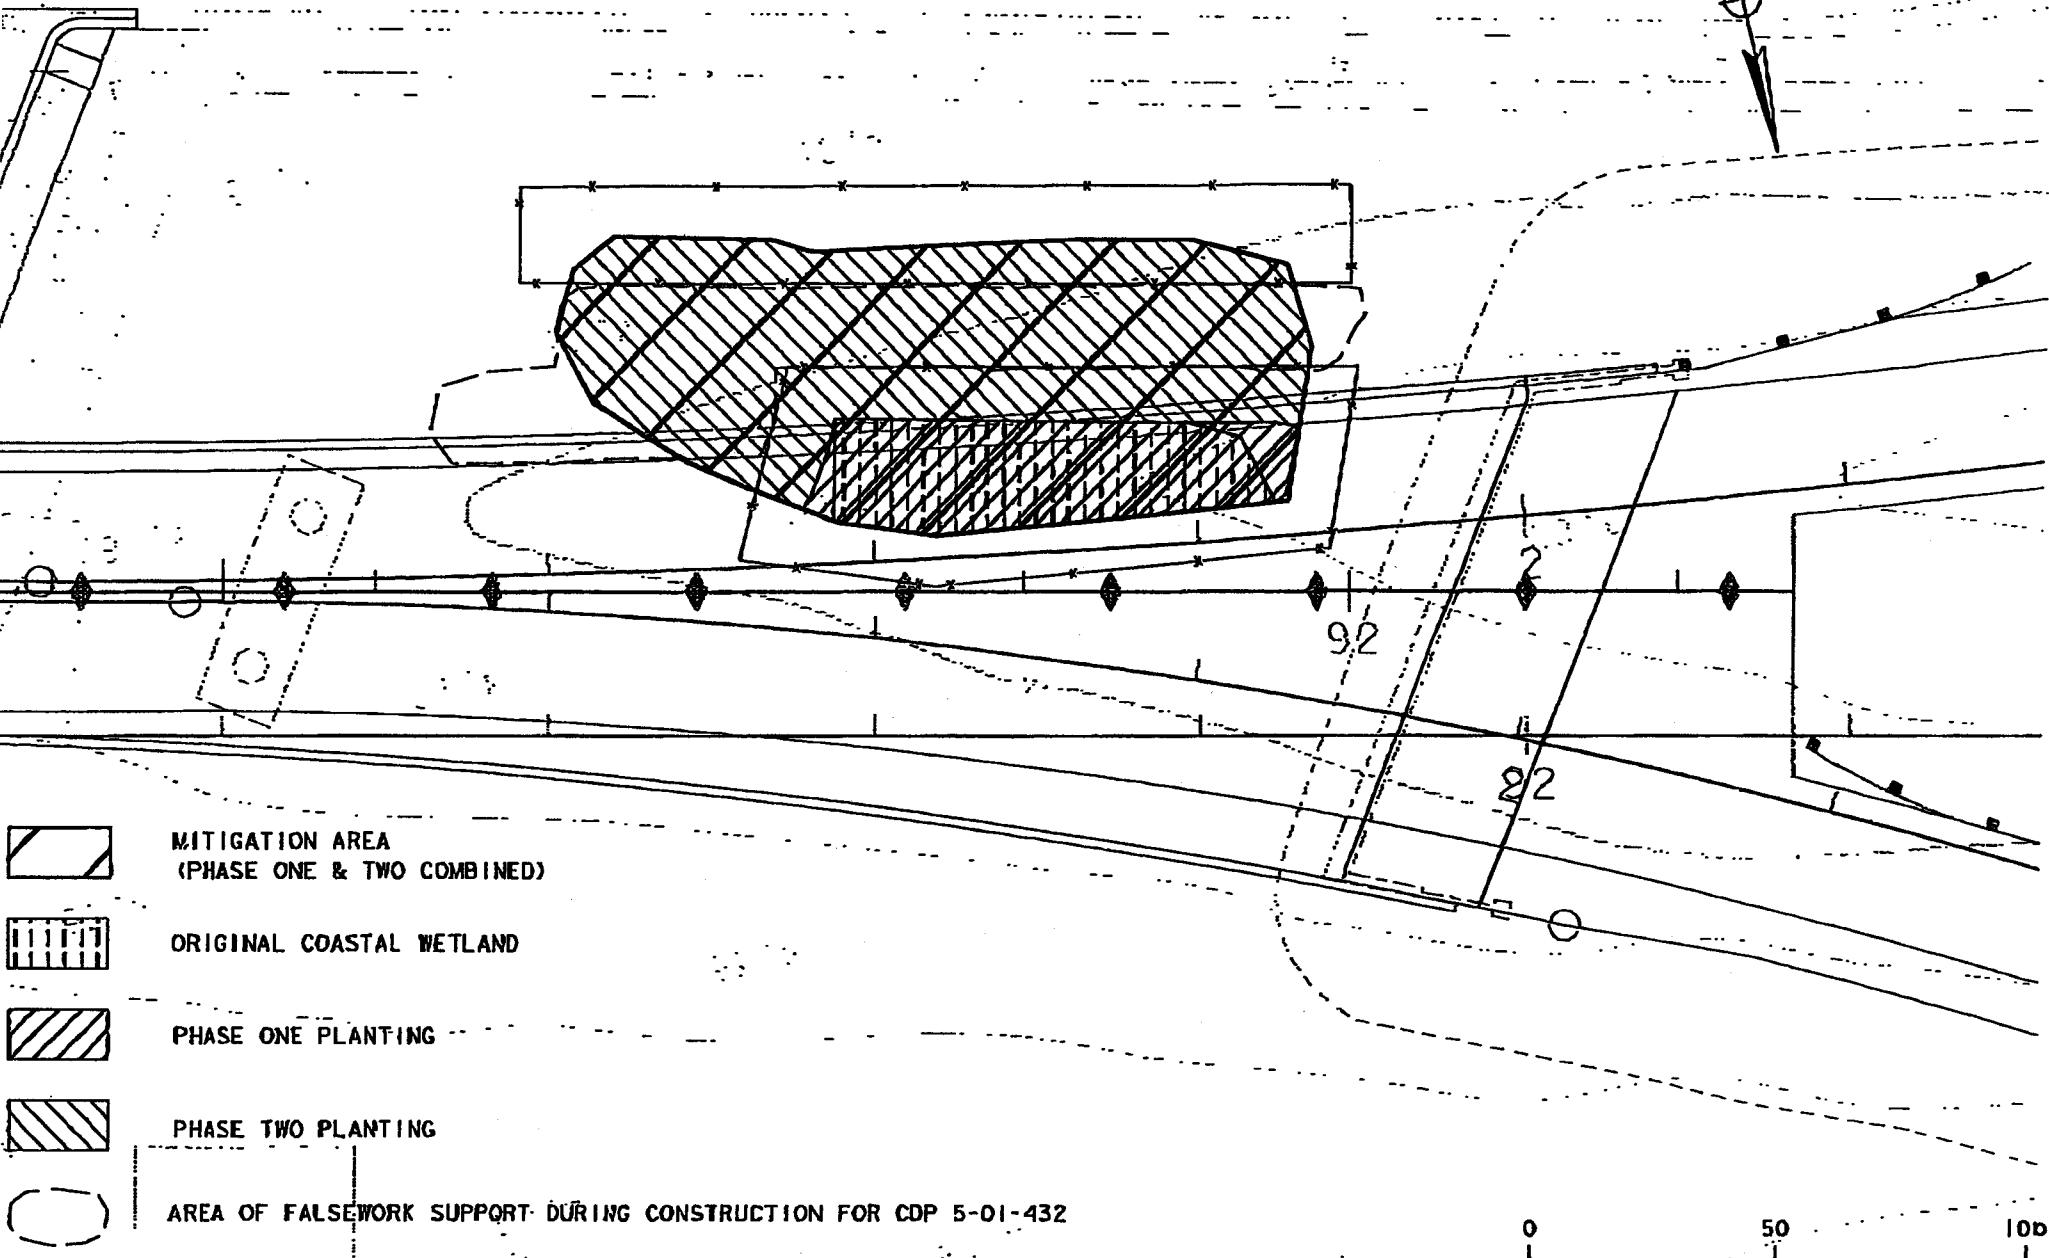 2
92
22
MITIGATION AREA
(PHASE ONE & TWO COMBINED)
ORIGINAL COASTAL WETLAND
PHASE ONE PLANTING
PHASE TWO PLANTING
AREA OF FALSEWORK SUPPORT DURING CONSTRUCTION FOR CDP 5-01-432
0 50 100